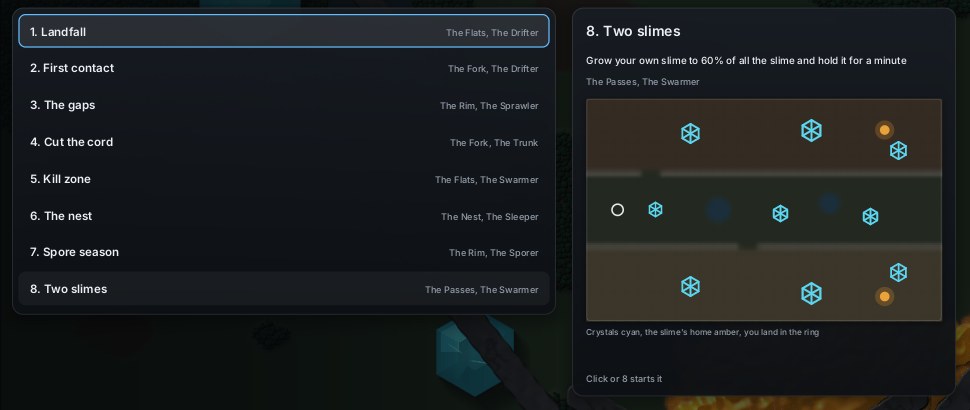 1. Landfall
The Flats, The Drifter
2. First contact
The Fork, The Drifter
3. The gaps
The Rim, The Sprawler
4. Cut the cord
The Fork, The Trunk
5. Kill zone
The Flats, The Swarmer
6. The nest
The Nest, The Sleeper
7. Spore season
The Rim, The Sporer
8. Two slimes
The Passes, The Swarmer
8. Two slimes
Grow your own slime to 60% of all the slime and hold it for a minute
The Passes, The Swarmer
Crystals cyan, the slime's home amber, you land in the ring
Click or 8 starts it